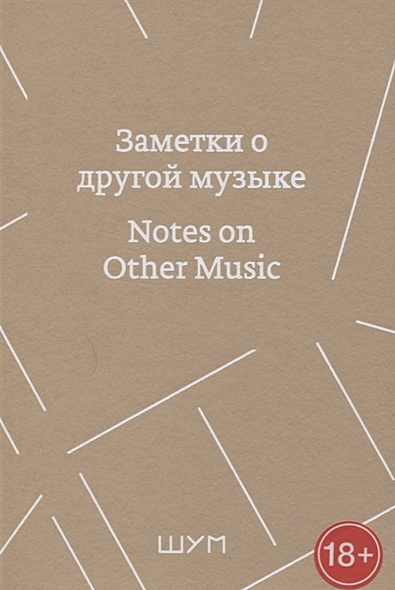 Заметки о
другой музыке
Notes on
Other Music
ШУМ
18+